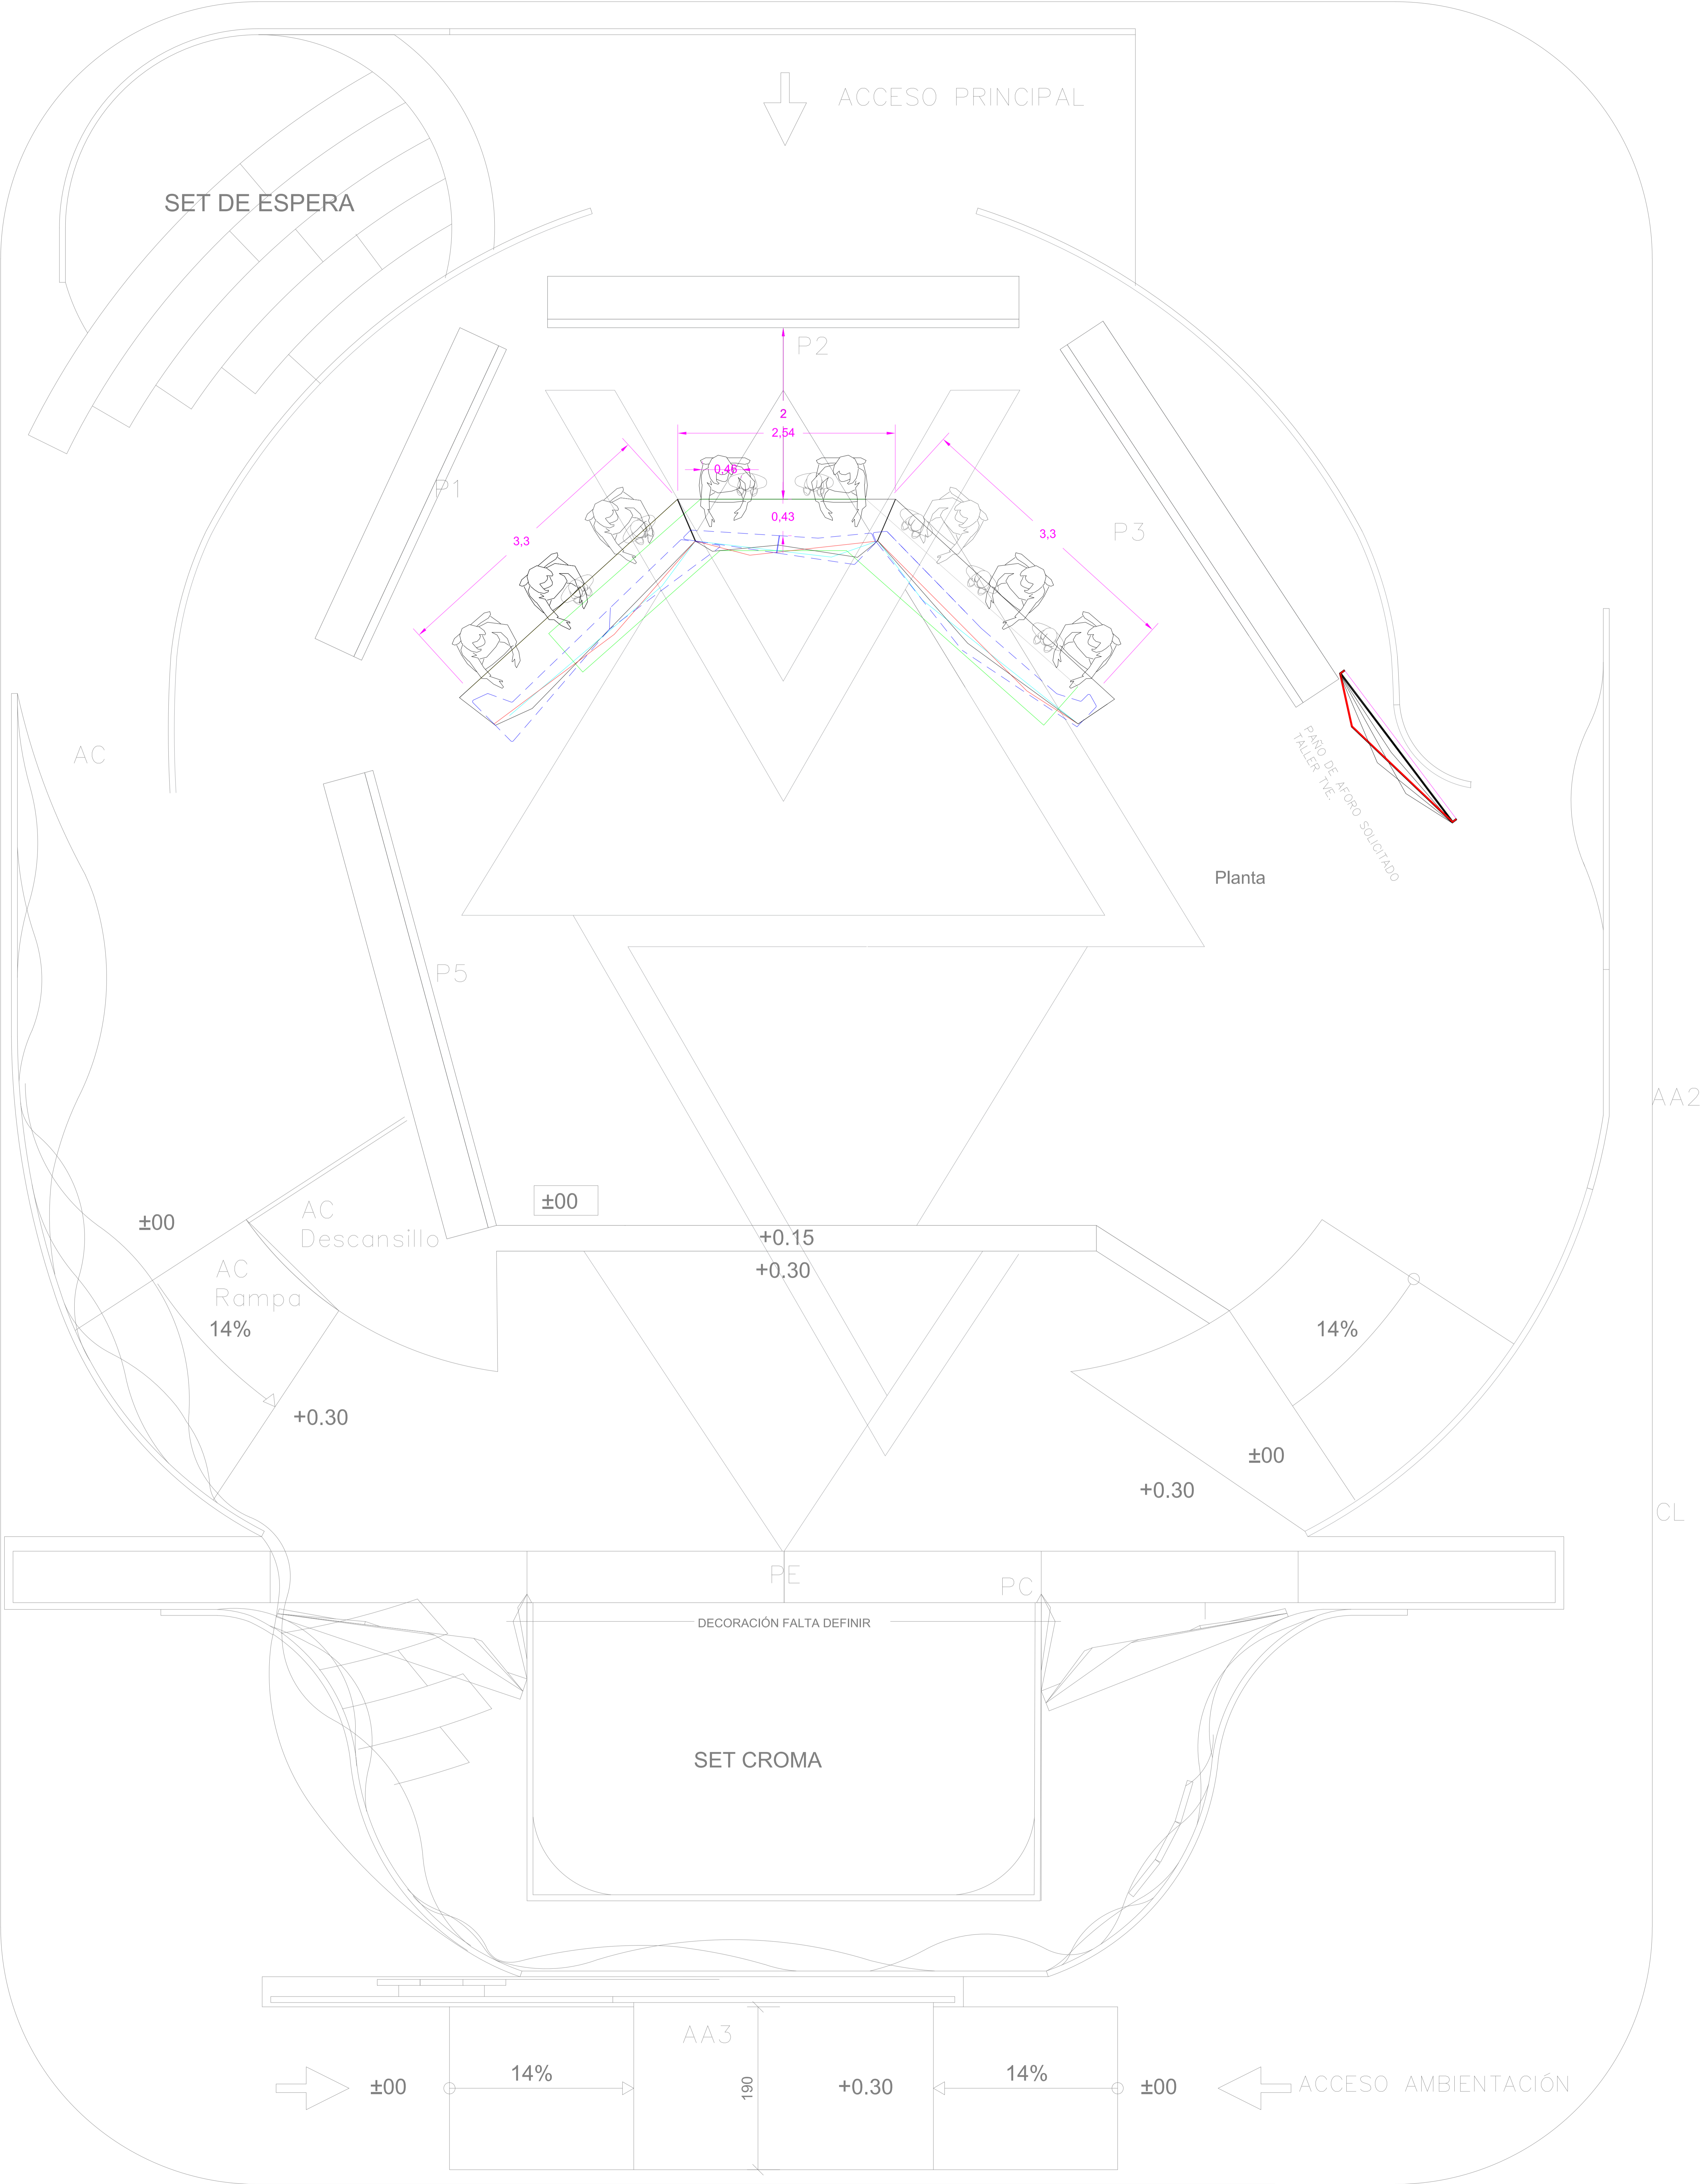 ACCESO PRINCIPAL
SET DE ESPERA
P2
2
2,54
0,46
P1
0,43
3,3
3,3
P3
PAÑO DE AFORO SOLICITADO
TALLER TVE.
AC
Planta
P5
AA2
±00
±00
AC
Descansillo
+0.15
+0.30
AC
Rampa
14%
14%
+0.30
±00
+0.30
CL
PE
PC
DECORACIÓN FALTA DEFINIR
SET CROMA
AA3
14%
14%
±00
190
+0.30
±00
ACCESO AMBIENTACIÓN